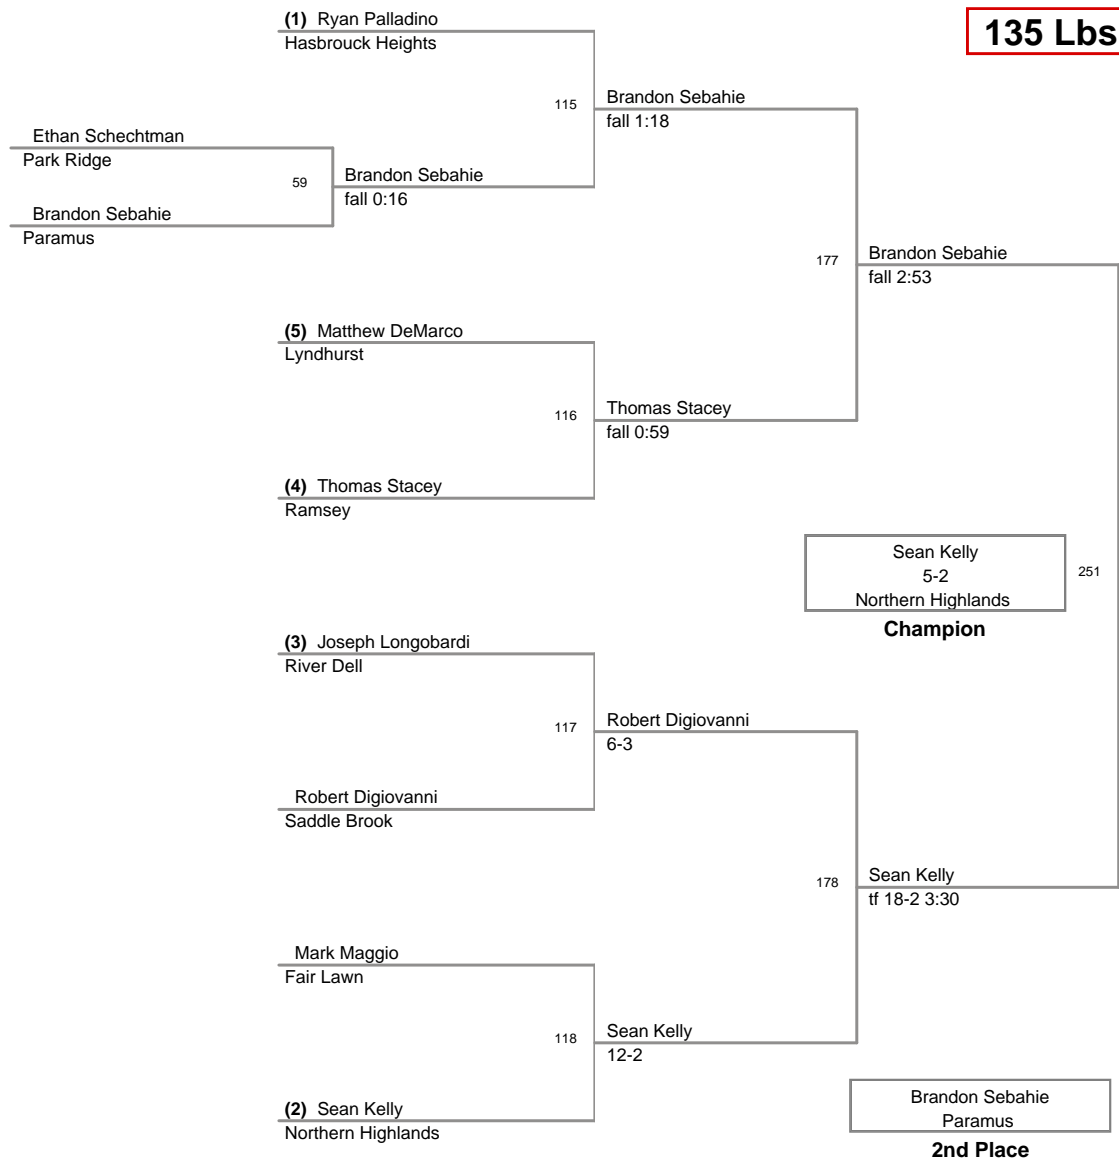 (1) Ryan Palladino
Hasbrouck Heights
135 Lbs
115
Brandon Sebahie
fall 1:18
Ethan Schechtman
Park Ridge
59
Brandon Sebahie
fall 0:16
Brandon Sebahie
Paramus
177
Brandon Sebahie
fall 2:53
(5) Matthew DeMarco
Lyndhurst
116
Thomas Stacey
fall 0:59
(4) Thomas Stacey
Ramsey
Sean Kelly
5-2
Northern Highlands
251
Champion
(3) Joseph Longobardi
River Dell
117
Robert Digiovanni
6-3
Robert Digiovanni
Saddle Brook
178
Sean Kelly
tf 18-2 3:30
Mark Maggio
Fair Lawn
118
Sean Kelly
12-2
(2) Sean Kelly
Northern Highlands
Brandon Sebahie
Paramus
2nd Place